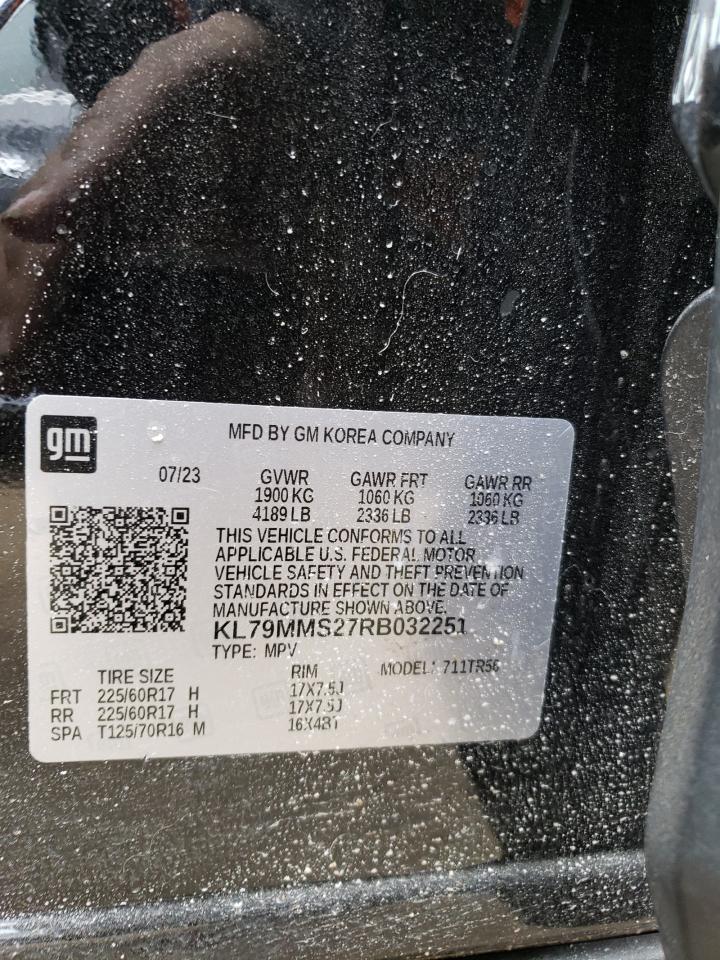 gm
MFD BY GM KOREA COMPANY
07/23
GVWR GAWR FRT GAWR RR
1900 KG 1060 KG 1060 KG
4189 LB 2336 LB 2336 LB
THIS VEHICLE CONFORMS TO ALL
APPLICABLE U.S. FEDERAL MOTOR
VEHICLE SAFETY AND THEFT PREVENTION
STANDARDS IN EFFECT ON THE DATE OF
MANUFACTURE SHOWN ABOVE.
KL79MMS27RB032251
TYPE: MPV
TIRE SIZE RIM MODEL: 711TR56
FRT 225/60R17 H 17X7.5J
RR 225/60R17 H 17X7.5J
SPA T125/70R16 M 16X4BT